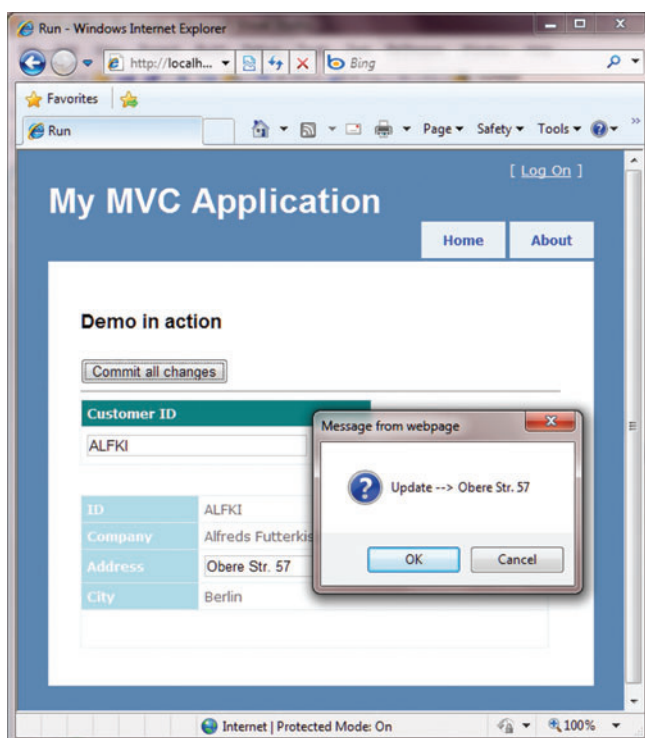 Run - Windows Internet Explorer
http://localh...
Bing
Favorites
Run
Page
Safety
Tools
[ Log On ]
My MVC Application
Home
About
Demo in action
Commit all changes
Customer ID
ALFKI
Message from webpage
Update --> Obere Str. 57
OK
Cancel
ID ALFKI
Company Alfreds Futterkis
Address Obere Str. 57
City Berlin
Internet | Protected Mode: On
100%